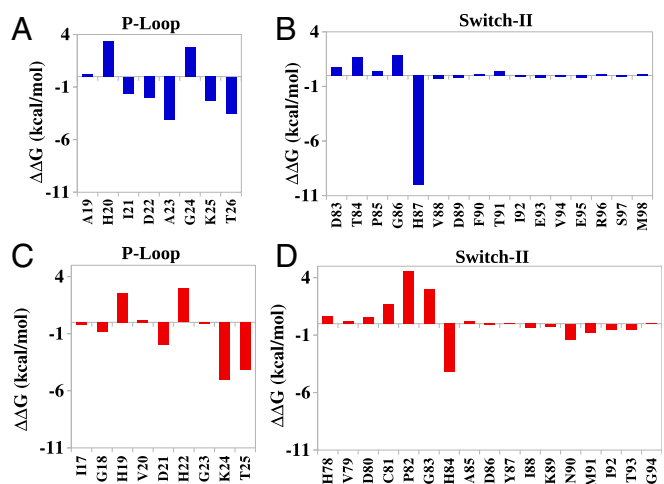 A
P-Loop
ΔΔG (kcal/mol)
4
-1
-6
-11
A19 H20 I21 D22 A23 G24 K25 T26
B
Switch-II
ΔΔG (kcal/mol)
4
-1
-6
-11
D83 T84 P85 G86 H87 V88 D89 F90 T91 I92 E93 V94 E95 R96 S97 M98
C
P-Loop
ΔΔG (kcal/mol)
4
-1
-6
-11
I17 G18 H19 V20 D21 H22 G23 K24 T25
D
Switch-II
ΔΔG (kcal/mol)
4
-1
-6
-11
H78 V79 D80 C81 P82 G83 H84 A85 D86 Y87 I88 K89 N90 M91 I92 T93 G94